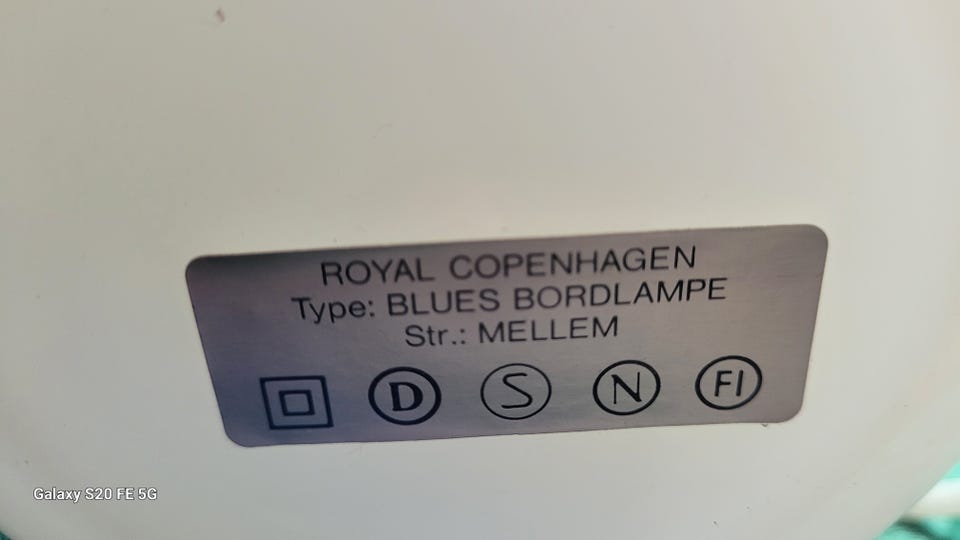 ROYAL COPENHAGEN
Type: BLUES BORDLAMPE
Str.: MELLEM
D S N FI
Galaxy S20 FE 5G